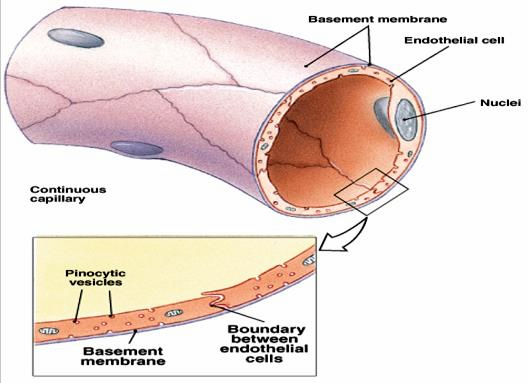 Basement membrane
Endothelial cell
Nuclei
Continuous
capillary
Pinocytic
vesicles
Basement
membrane
Boundary
between
endothelial
cells